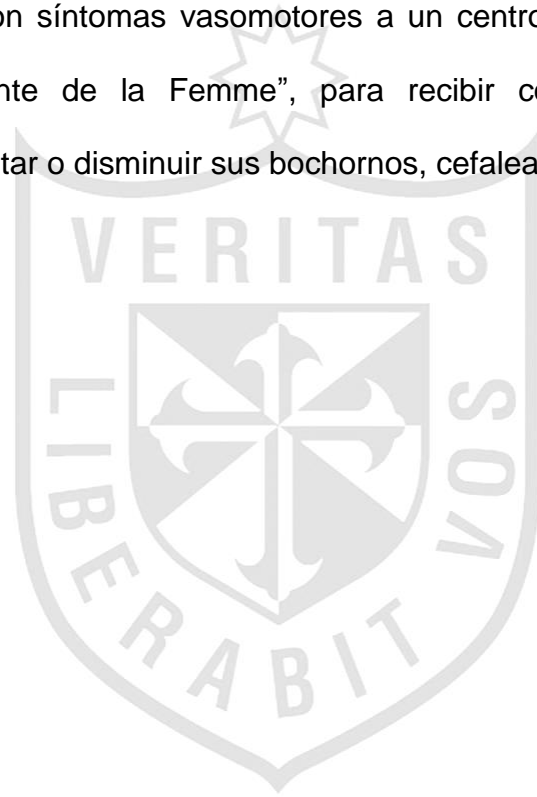 on síntomas vasomotores a un centro
nte de la Femme”, para recibir co
tar o disminuir sus bochornos, cefalea
VERITAS
LIBERABIT
VOS